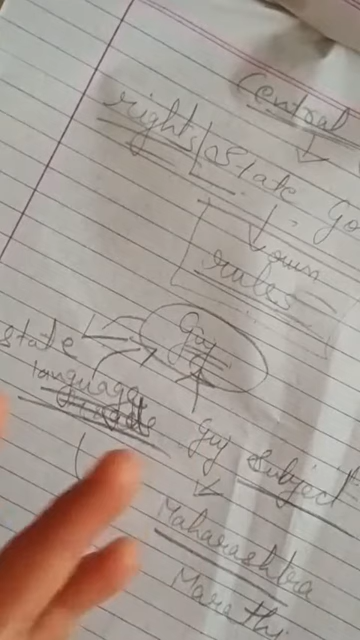 Central
rights State Go
own
rules
Guj
state
language
Guj Subject
Maharashtra
Marathi